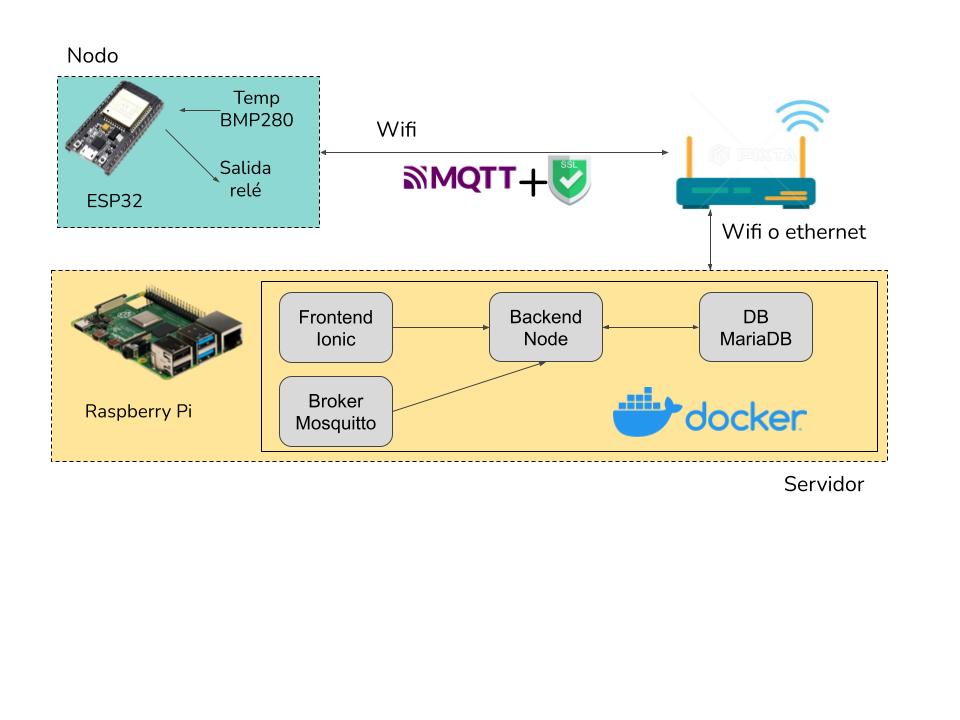 Nodo
Temp
BMP280
Salida
relé
ESP32
Wifi
MQTT
SSL
PIXTA
Wifi o ethernet
Frontend
Ionic
Backend
Node
DB
MariaDB
Broker
Mosquitto
docker
Raspberry Pi
Servidor